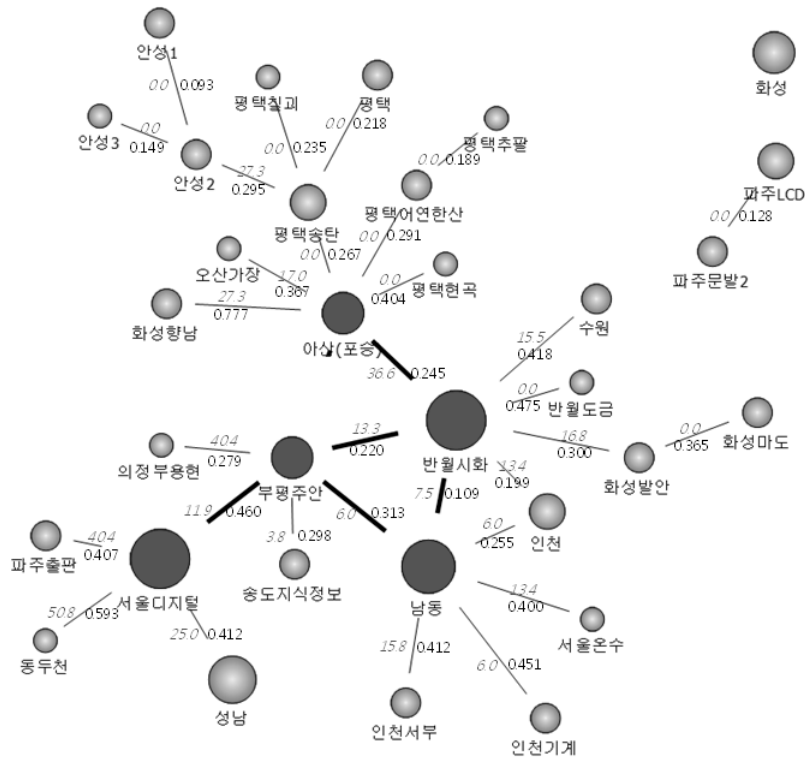 안성1
0.0 0.093
평택칠괴
평택
화성
0.0 0.218
안성3
0.0
0.149
0.0 0.235
평택추팔
0.0 0.189
안성2
27.3
0.295
파주LCD
0.0 0.128
평택어연한산
평택송탄
0.0 0.291
0.0 0.267
오산가장
17.0
0.367
0.0
0.404
평택현곡
파주문발2
27.3
0.777
화성향남
아산(포승)
수원
15.5
0.418
36.6 0.245
0.0
0.475
반월도금
화성마도
0.0
0.365
13.3
0.220
반월시화
16.8
0.300
화성발안
40.4
0.279
의정부용현
부평주안
13.4
0.199
7.5 0.109
11.9 0.460
6.0 0.313
6.0
0.255
인천
40.4
0.407
파주출판
3.8 0.298
서울디지털
송도지식정보
남동
13.4
0.400
서울온수
50.8 0.593
동두천
25.0 0.412
15.8 0.412
6.0 0.451
성남
인천서부
인천기계